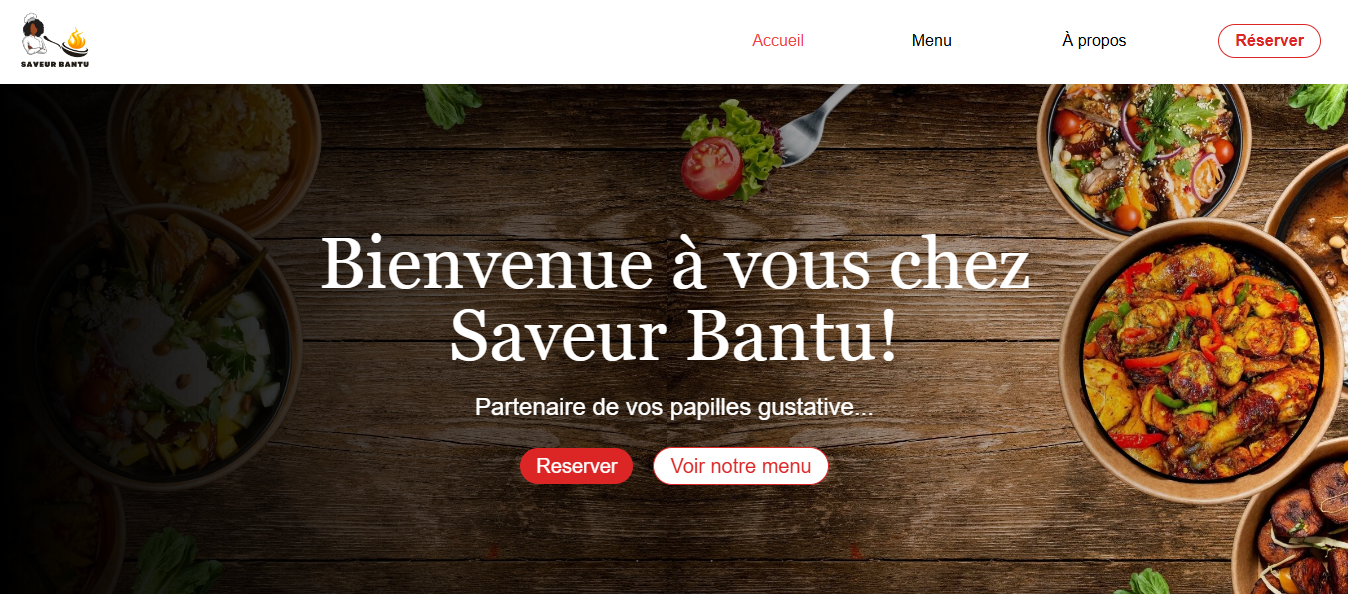 SAVEUR BANTU
Accueil
Menu
À propos
Réserver
Bienvenue à vous chez
Saveur Bantu!
Partenaire de vos papilles gustative...
Reserver
Voir notre menu